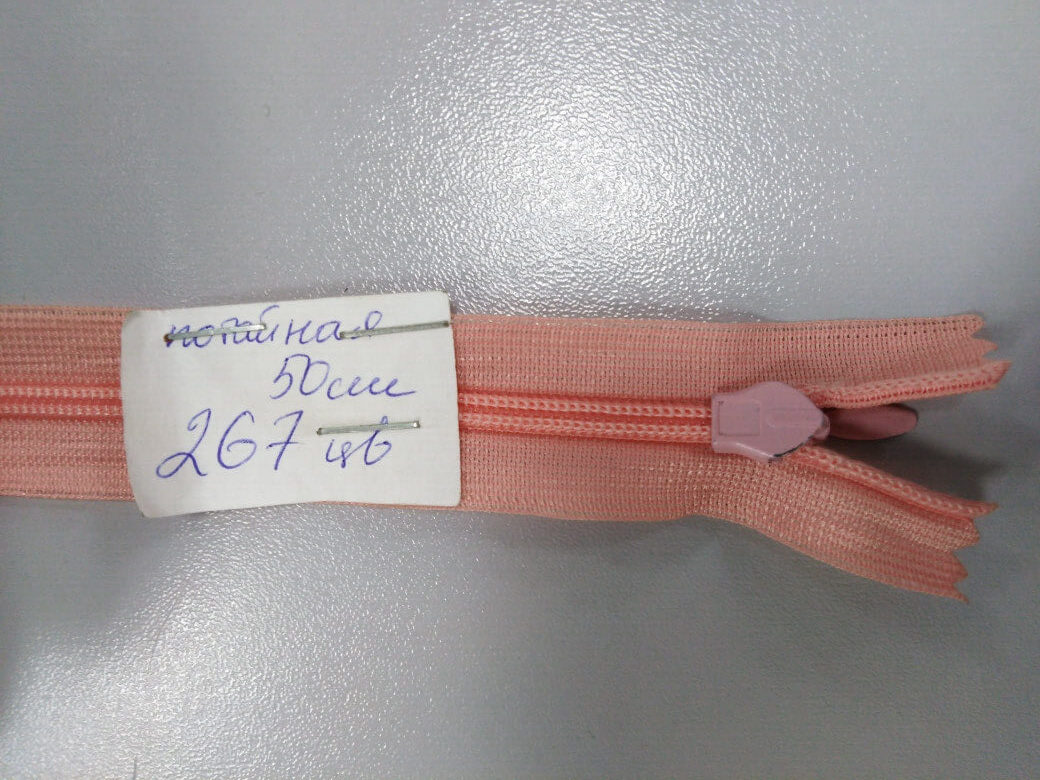 потайная
50см
267 цв